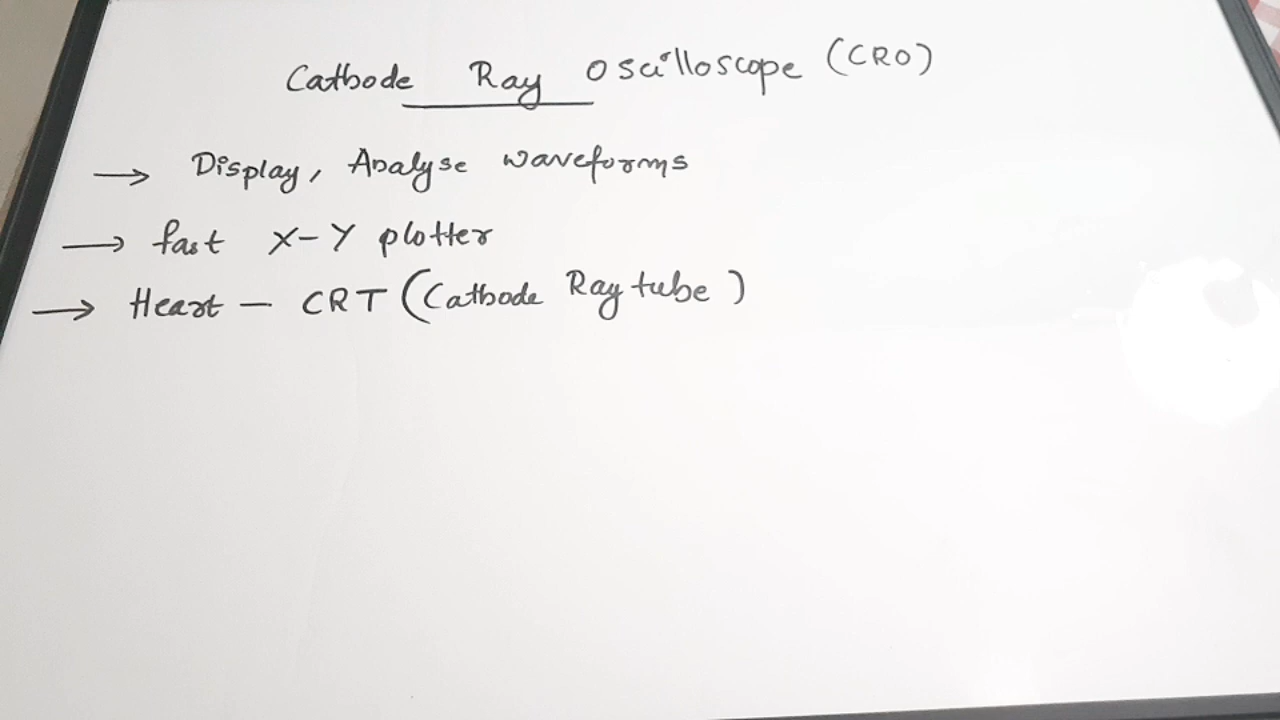 Cathode Ray Oscilloscope (CRO)
→ Display, Analyse waveforms
→ fast X-Y plotter
→ Heart - CRT (Cathode Ray tube)